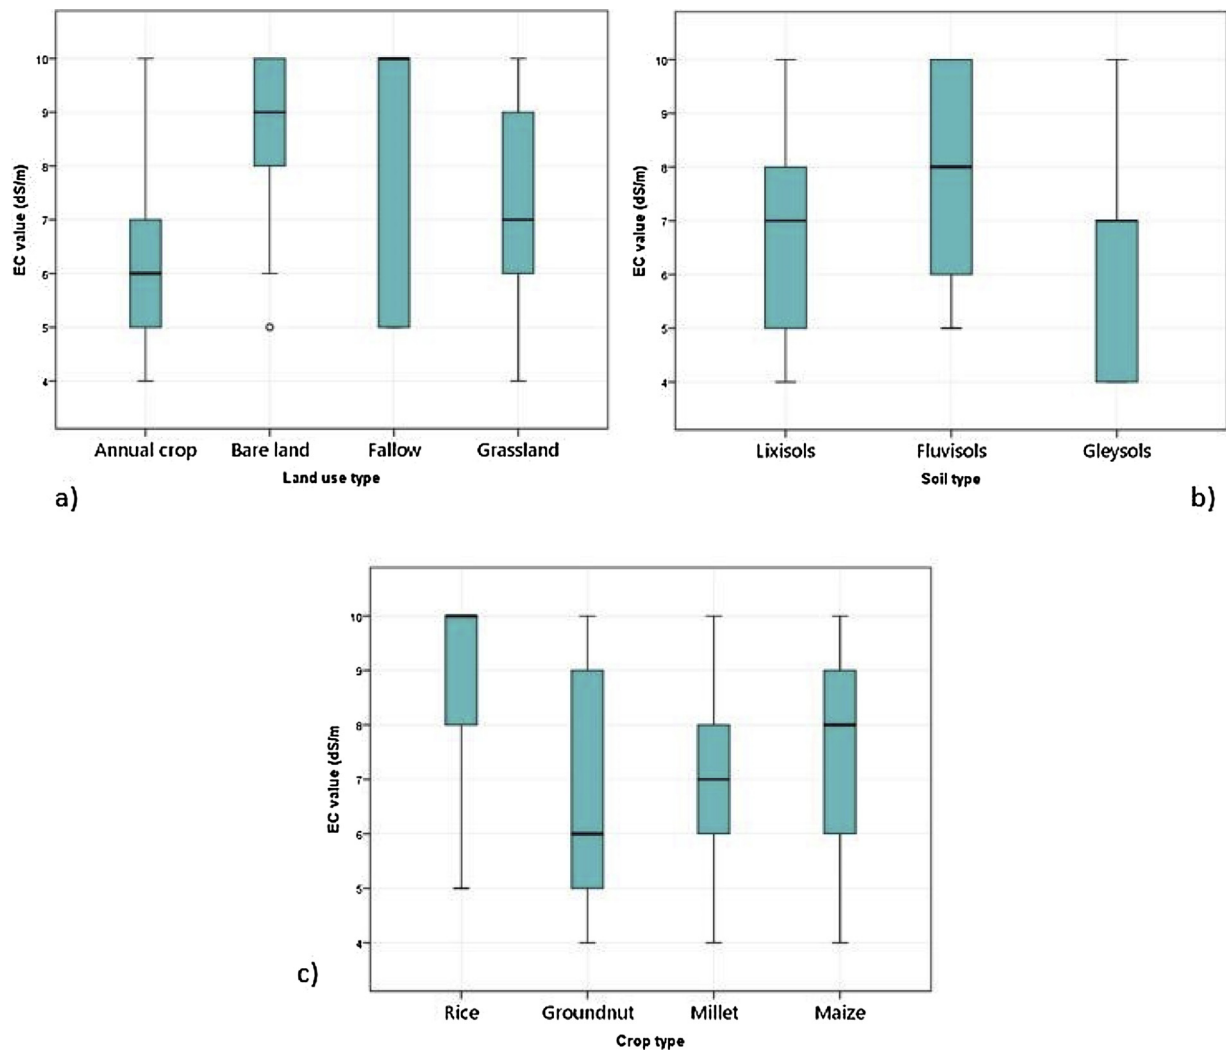 10
9
8
7
6
5
4
EC value (dS/m)
Annual crop Bare land Fallow Grassland
Land use type
a)
10
9
8
7
6
5
4
EC value (dS/m)
Lixisols Fluvisols Gleysols
Soil type
b)
10
9
8
7
6
5
4
EC value (dS/m
Rice Groundnut Millet Maize
Crop type
c)